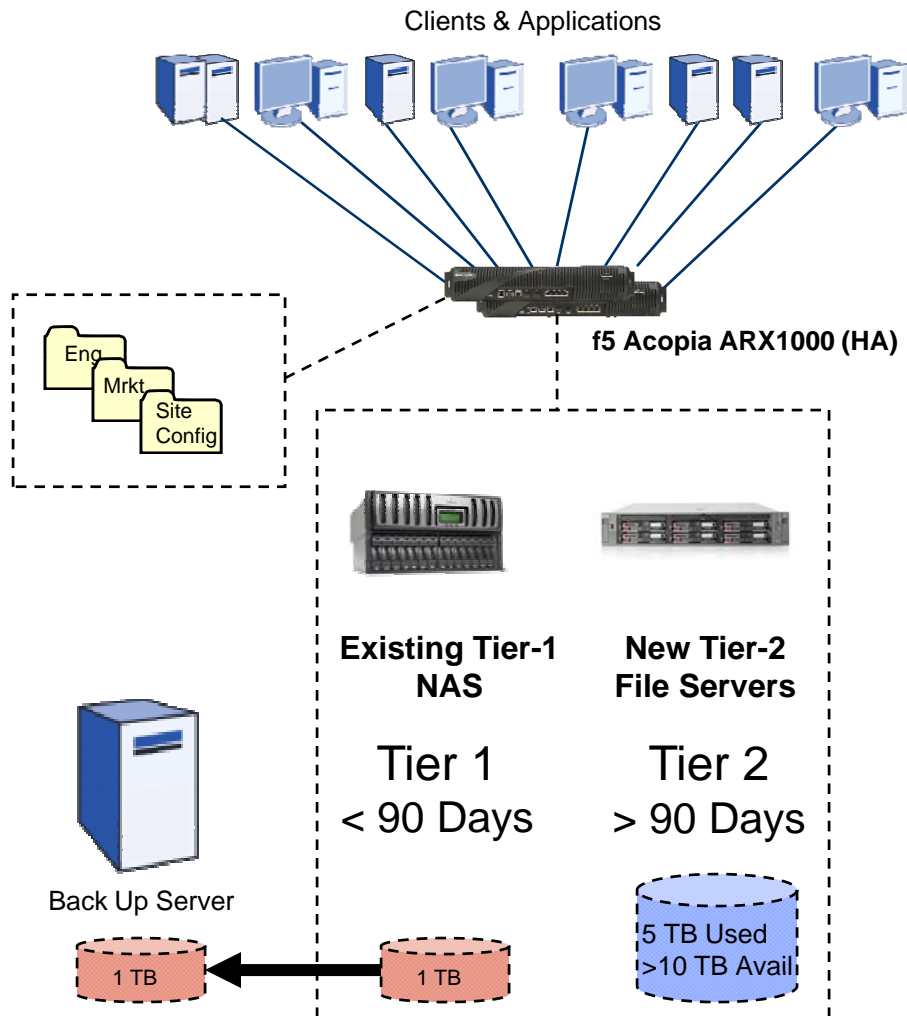 Clients & Applications
f5 Acopia ARX1000 (HA)
Eng
Mrkt
Site
Config
Existing Tier-1
NAS
New Tier-2
File Servers
Tier 1
< 90 Days
Tier 2
> 90 Days
Back Up Server
1 TB
1 TB
5 TB Used
>10 TB Avail